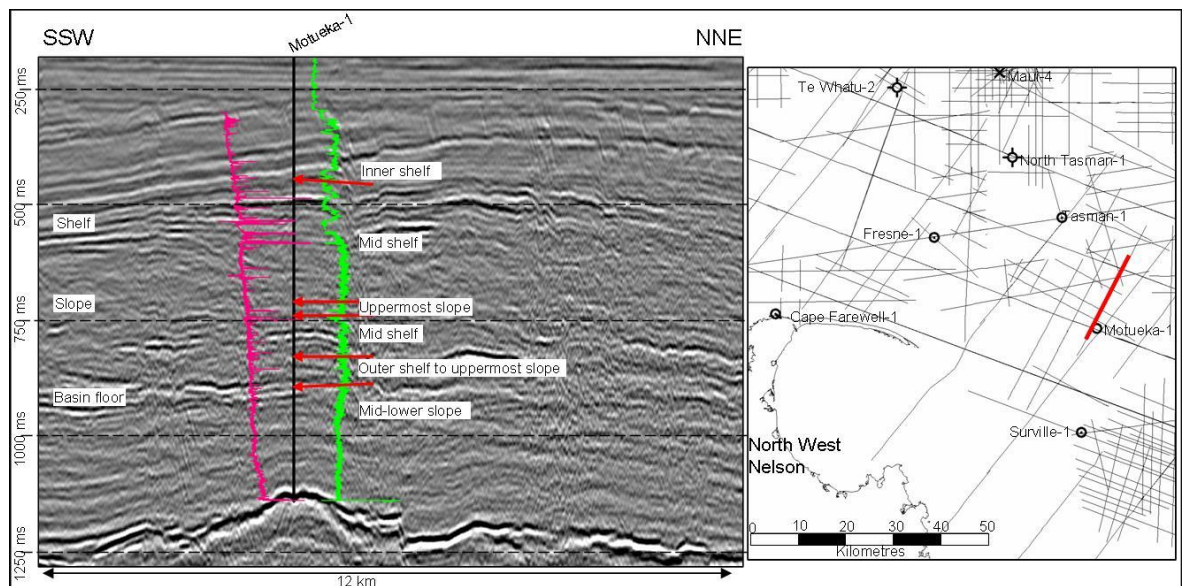 SSW
Motueka-1
NNE
250 ms
500 ms
750 ms
1000 ms
1250 ms
Inner shelf
Shelf
Mid shelf
Slope
Uppermost slope
Mid shelf
Outer shelf to uppermost slope
Basin floor
Mid-lower slope
12 km
Te Whatu-2
Maui-4
North Tasman-1
Tasman-1
Fresne-1
Cape Farewell-1
Motueka-1
Surville-1
North West
Nelson
0 10 20 30 40 50
Kilometres